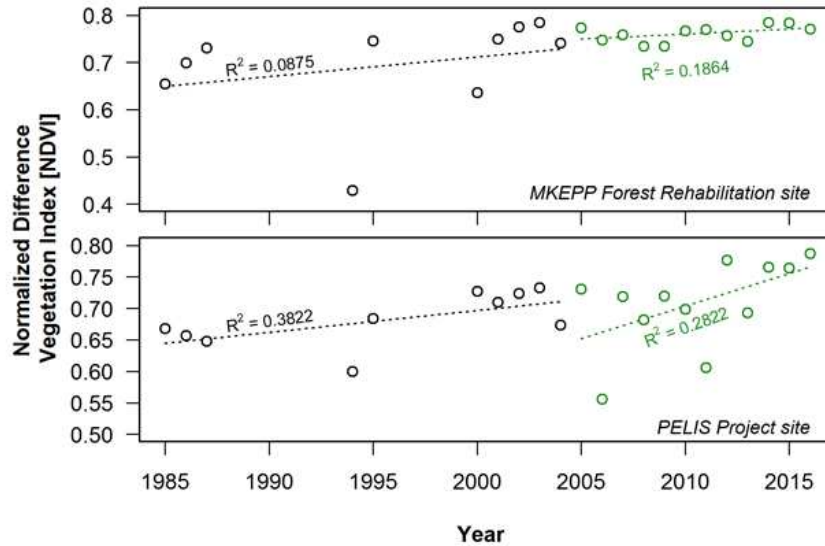 Normalized Difference
Vegetation Index [NDVI]
0.8
0.7
0.6
0.5
0.4
R² = 0.0875
R² = 0.1864
MKEPP Forest Rehabilitation site
0.80
0.75
0.70
0.65
0.60
0.55
0.50
R² = 0.3822
R² = 0.2822
PELIS Project site
1985 1990 1995 2000 2005 2010 2015
Year